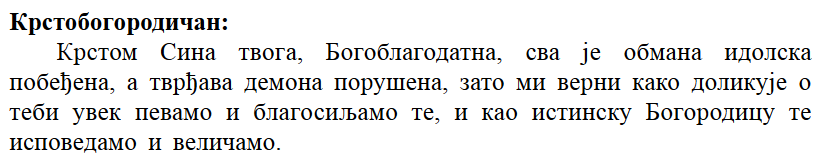 Крстобогородичан:
Крстом Сина твога, Богоблагодатна, сва је обмана идолска
побеђена, а тврђава демона порушена, зато ми верни како доликује о
теби увек певамо и благосиљамо те, и као истинску Богородицу те
исповедамо и величамо.